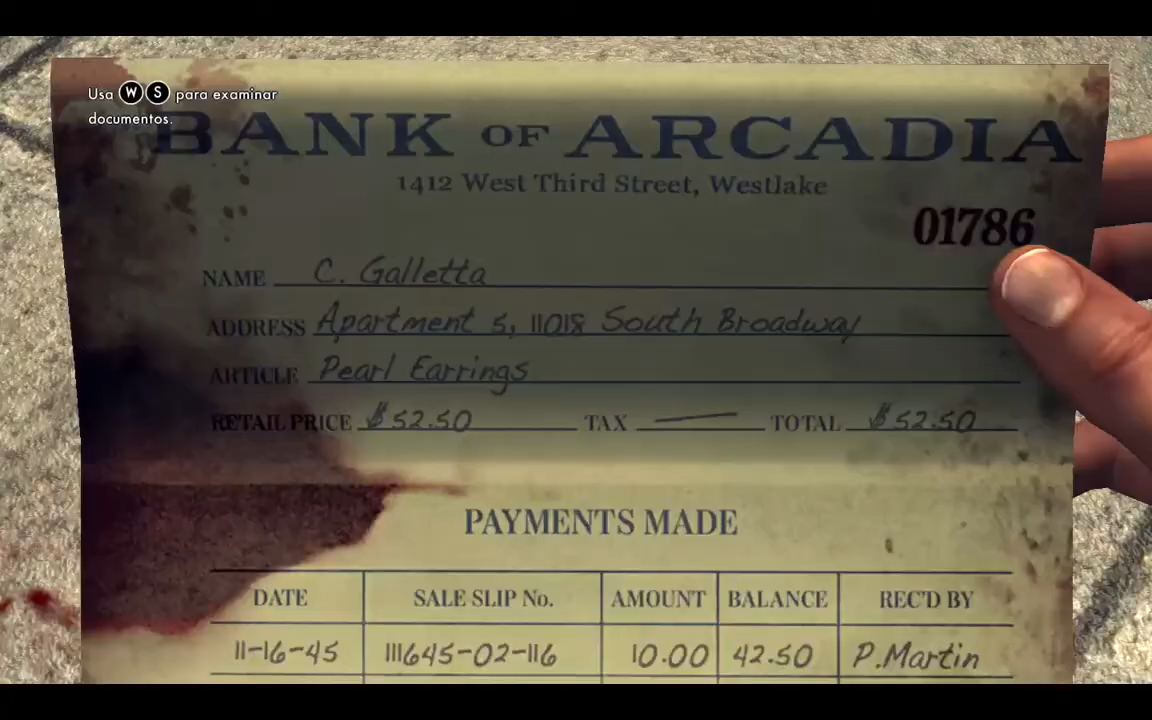 Usa W S para examinar
documentos.
BANK OF ARCADIA
1412 West Third Street, Westlake
01786
NAME C. Galletta
ADDRESS Apartment 5, 11018 South Broadway
ARTICLE Pearl Earrings
RETAIL PRICE $52.50 TAX — TOTAL $52.50
PAYMENTS MADE
DATE SALE SLIP No. AMOUNT BALANCE REC'D BY
11-16-45 111645-02-116 10.00 42.50 P.Martin